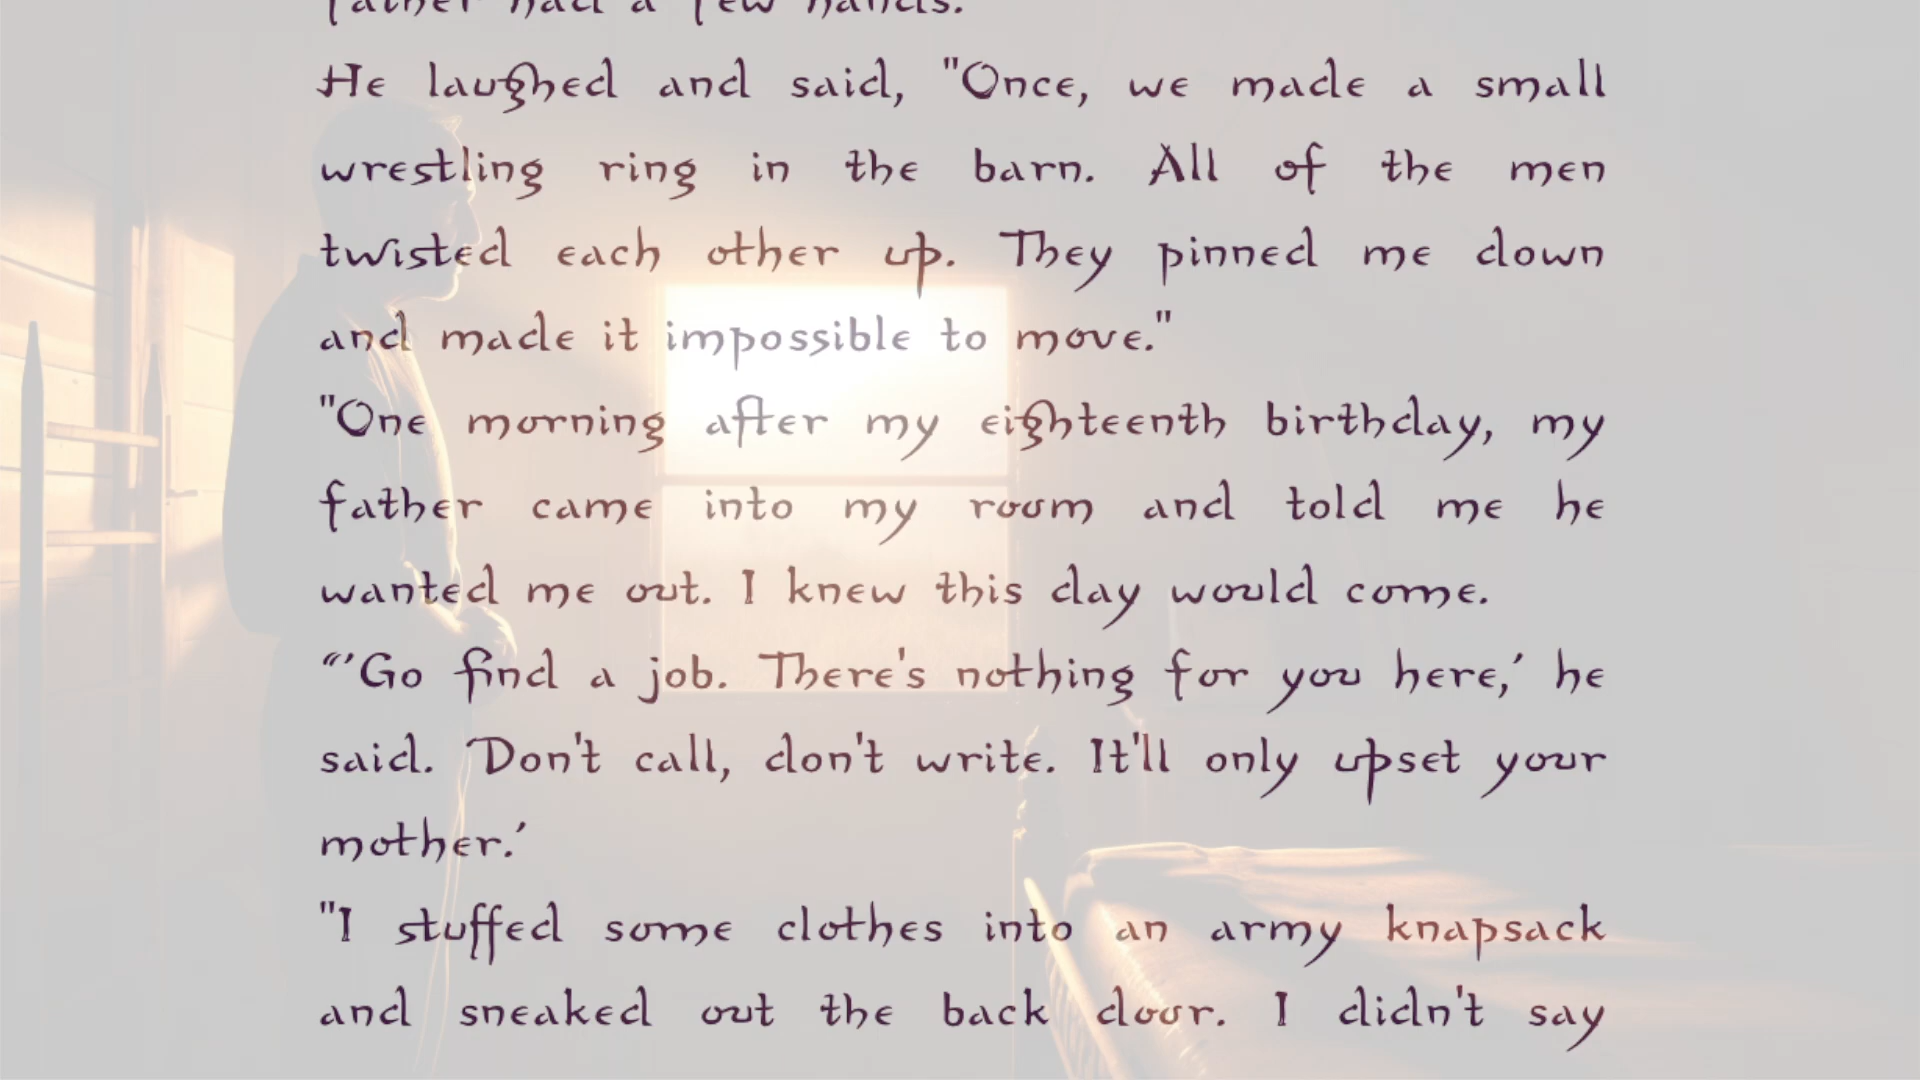 father had a few hands.
He laughed and said, "Once, we made a small
wrestling ring in the barn. All of the men
twisted each other up. They pinned me down
and made it impossible to move."
"One morning after my eighteenth birthday, my
father came into my room and told me he
wanted me out. I knew this day would come.
“‘Go find a job. There's nothing for you here,’ he
said. ‘Don't call, don't write. It'll only upset your
mother.’
"I stuffed some clothes into an army knapsack
and sneaked out the back door. I didn't say